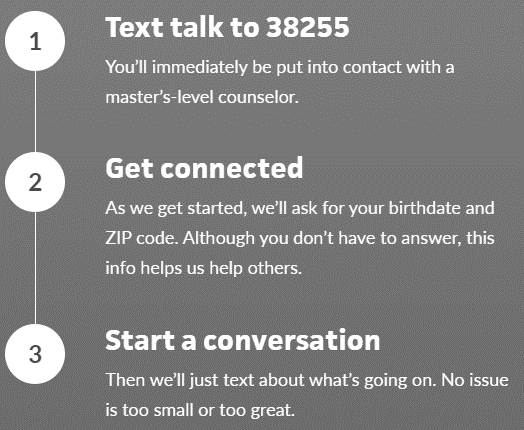 1
Text talk to 38255
You'll immediately be put into contact with a
master's-level counselor.
2
Get connected
As we get started, we'll ask for your birthdate and
ZIP code. Although you don't have to answer, this
info helps us help others.
3
Start a conversation
Then we'll just text about what's going on. No issue
is too small or too great.